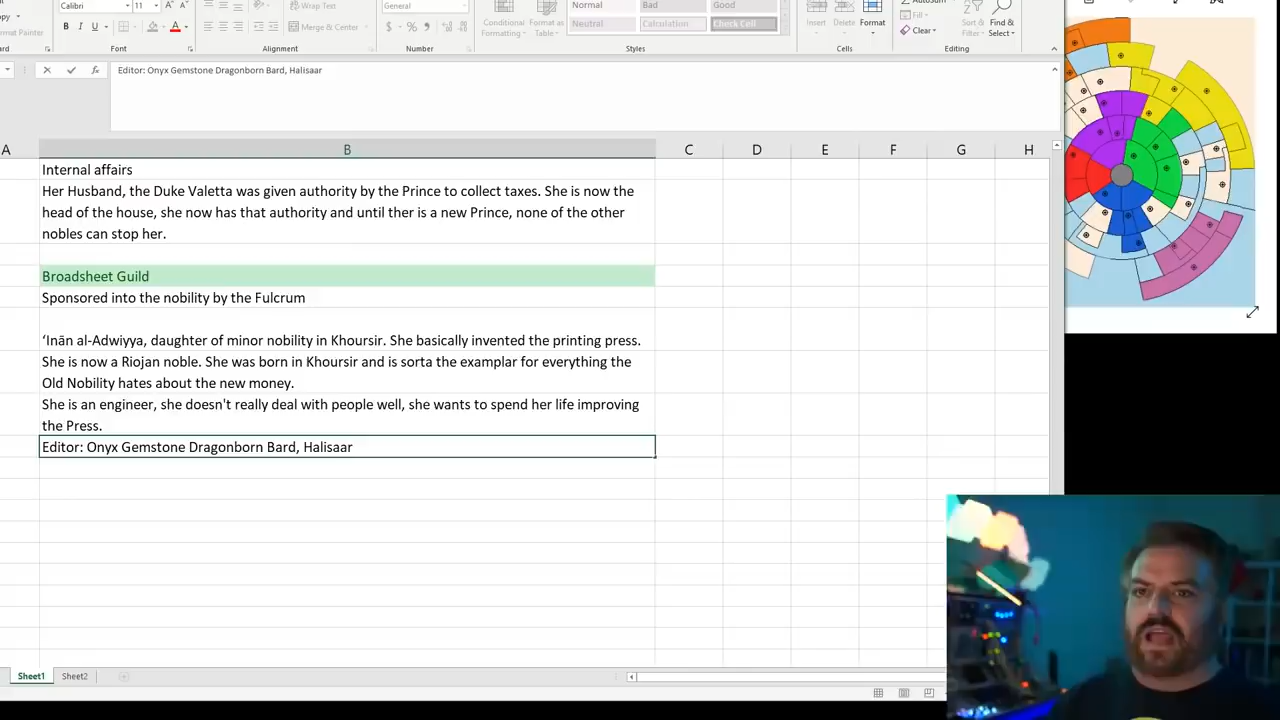 Calibri 11 Wrap Text General Normal Bad Good AutoSum
B I U Merge & Center $ % Conditional Formatting Format as Table Neutral Calculation Check Cell Insert Delete Format Clear Sort & Filter Find & Select
Format Painter
Font Alignment Number Styles Cells Editing
fx Editor: Onyx Gemstone Dragonborn Bard, Halisaar
A B C D E F G H
Internal affairs
Her Husband, the Duke Valetta was given authority by the Prince to collect taxes. She is now the
head of the house, she now has that authority and until ther is a new Prince, none of the other
nobles can stop her.
Broadsheet Guild
Sponsored into the nobility by the Fulcrum
‘Inān al-Adwiyya, daughter of minor nobility in Khoursir. She basically invented the printing press.
She is now a Riojan noble. She was born in Khoursir and is sorta the examplar for everything the
Old Nobility hates about the new money.
She is an engineer, she doesn't really deal with people well, she wants to spend her life improving
the Press.
Editor: Onyx Gemstone Dragonborn Bard, Halisaar
Sheet1 Sheet2